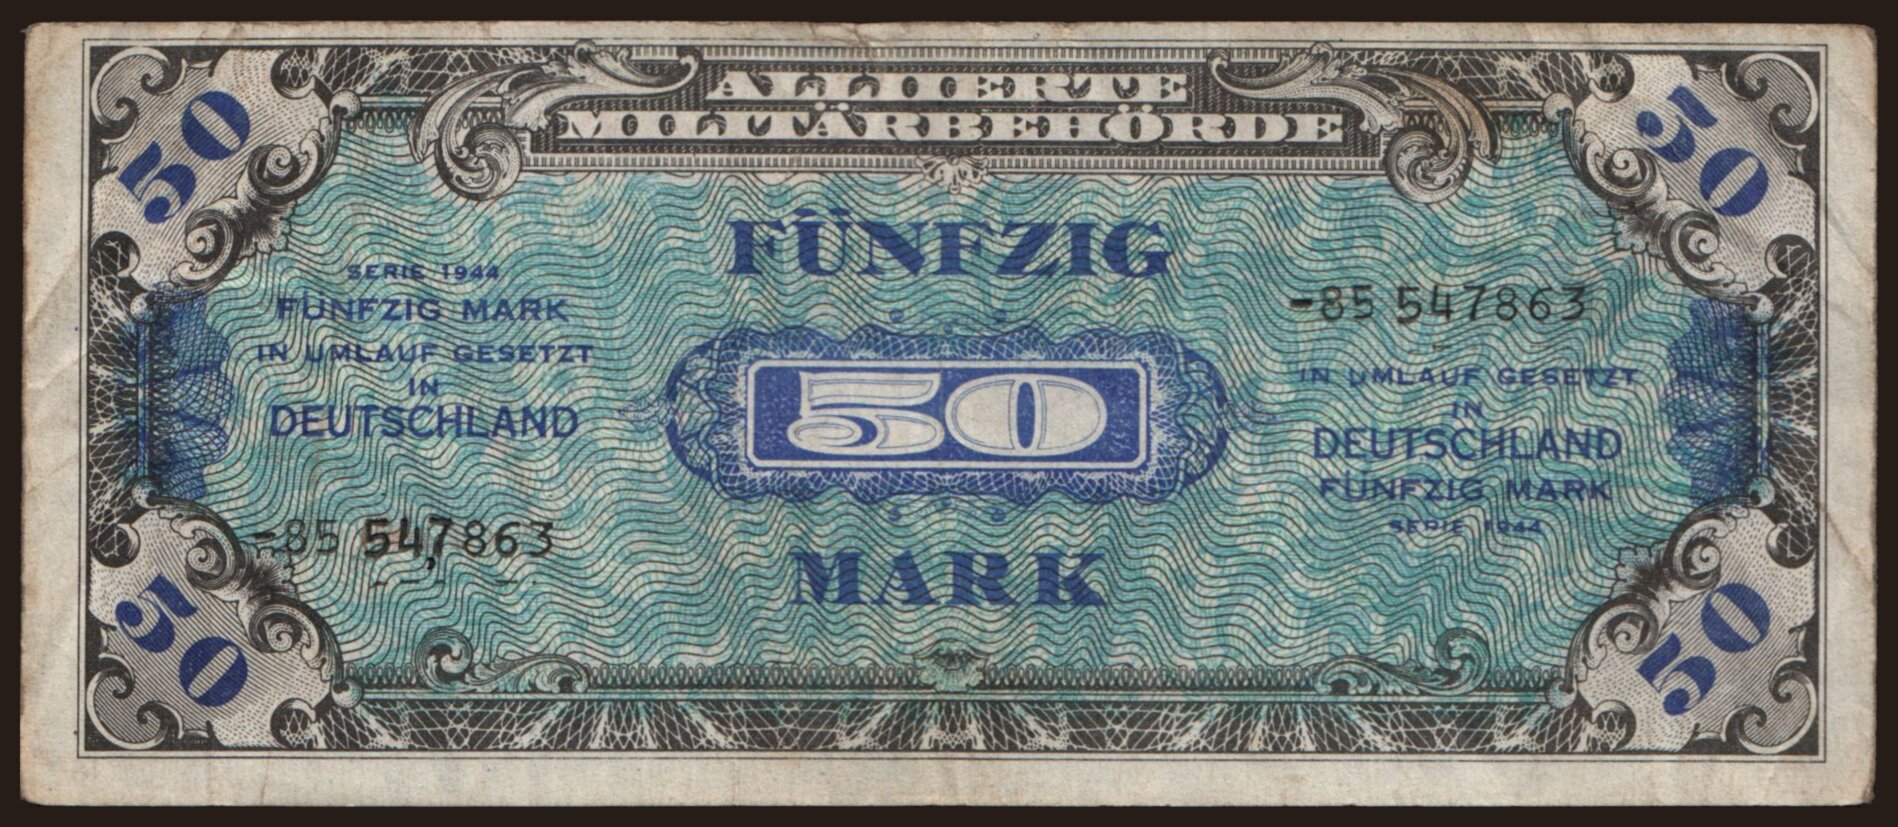 ALLIIERTE
MILITÄRBEHÖRDE
50
50
FÜNFZIG
SERIE 1944
FÜNFZIG MARK
IN UMLAUF GESETZT
IN
DEUTSCHLAND
-85 547863
50
-85 547863
IN UMLAUF GESETZT
IN
DEUTSCHLAND
FÜNFZIG MARK
SERIE 1944
MARK
50
50